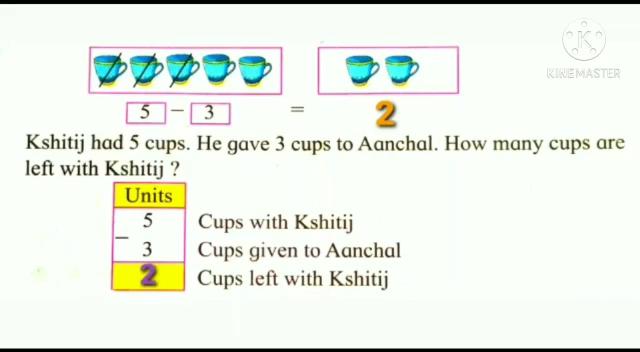 KINEMASTER
5 - 3 = 2
Kshitij had 5 cups. He gave 3 cups to Aanchal. How many cups are
left with Kshitij ?
Units
5 Cups with Kshitij
- 3 Cups given to Aanchal
2 Cups left with Kshitij